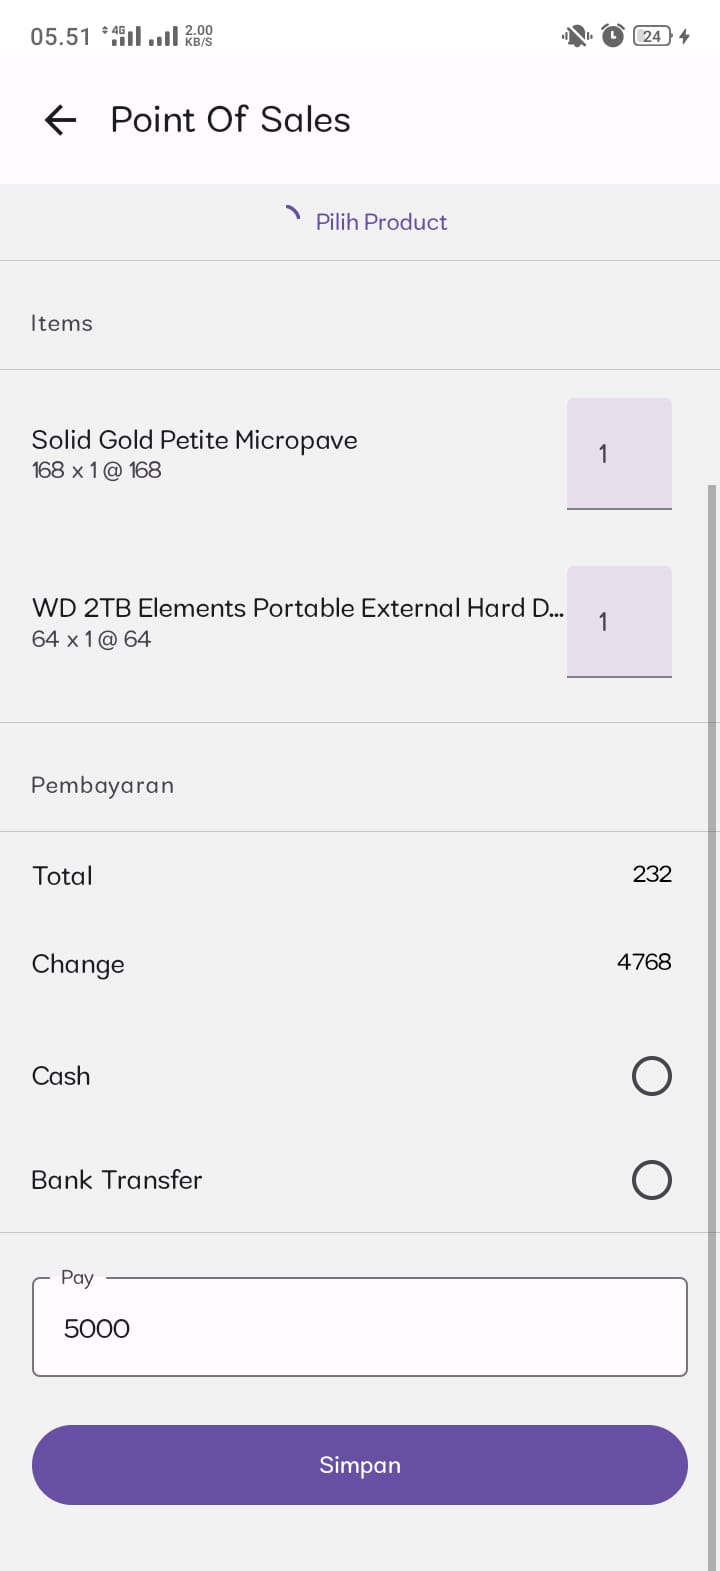 05.51 4G 2.00 KB/S 24
Point Of Sales
Pilih Product
Items
Solid Gold Petite Micropave
168 x 1 @ 168
1
WD 2TB Elements Portable External Hard D...
64 x 1 @ 64
1
Pembayaran
Total 232
Change 4768
Cash
Bank Transfer
Pay
5000
Simpan